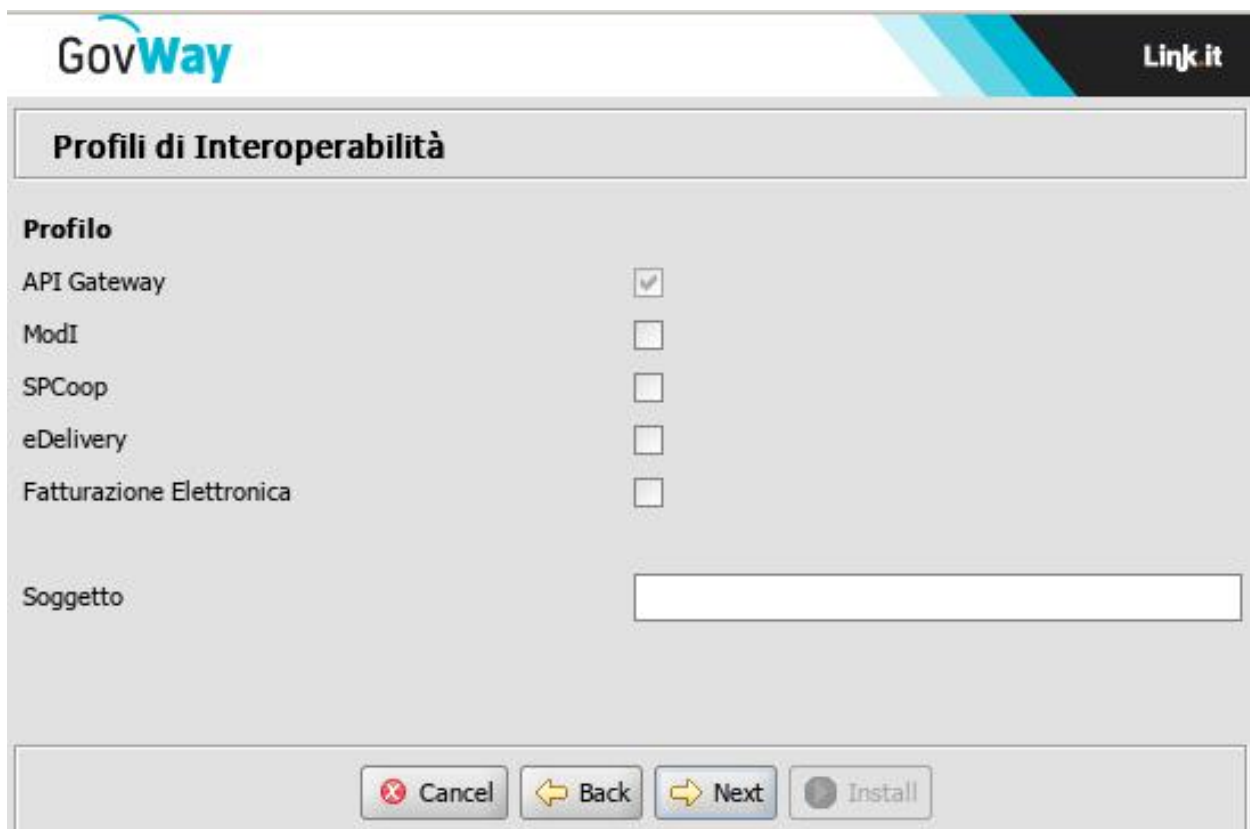 GovWay
Link.it
Profili di Interoperabilità
Profilo
API Gateway
ModI
SPCoop
eDelivery
Fatturazione Elettronica
Soggetto
Cancel Back Next Install